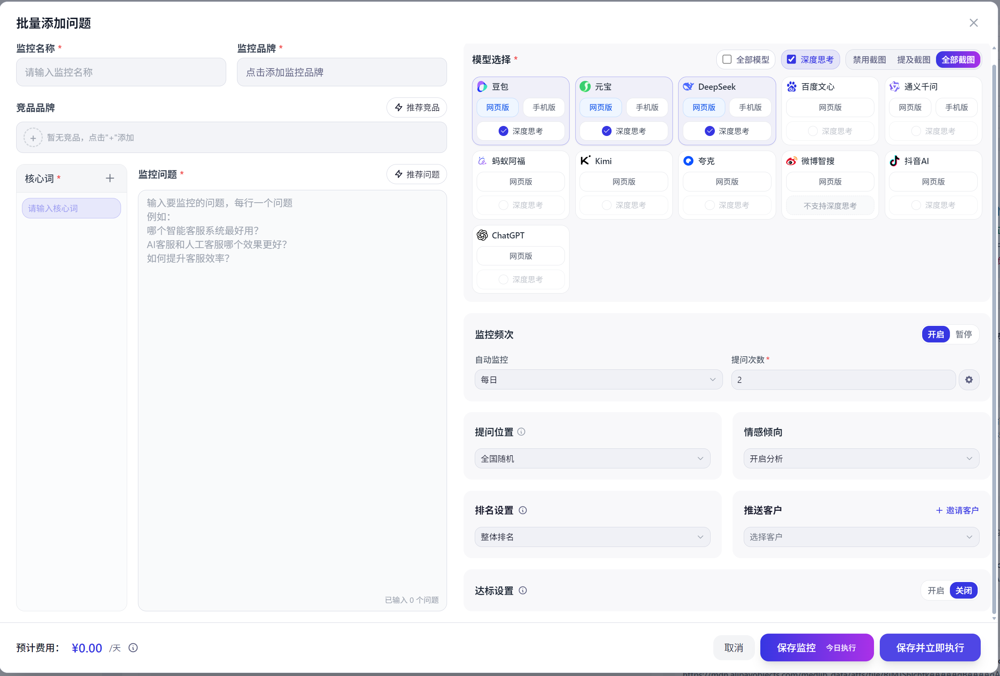 批量添加问题
监控名称 *
请输入监控名称
监控品牌 *
点击添加监控品牌
竞品品牌
推荐竞品
暂无竞品，点击"+"添加
核心词 *
请输入核心词
监控问题 *
推荐问题
输入要监控的问题，每行一个问题
例如：
哪个智能客服系统最好用？
AI客服和人工客服哪个效果更好？
如何提升客服效率？
已输入 0 个问题
模型选择 *
全部模型
深度思考
禁用截图 提及截图 全部截图
豆包
网页版 手机版
深度思考
元宝
网页版 手机版
深度思考
DeepSeek
网页版 手机版
深度思考
百度文心
网页版
深度思考
通义千问
网页版 手机版
深度思考
蚂蚁阿福
网页版
深度思考
Kimi
网页版
深度思考
夸克
网页版
深度思考
微博智搜
网页版
不支持深度思考
抖音AI
网页版
深度思考
ChatGPT
网页版
深度思考
监控频次
开启 暂停
自动监控
每日
提问次数 *
2
提问位置
全国随机
情感倾向
开启分析
排名设置
整体排名
推送客户
+ 邀请客户
选择客户
达标设置
开启 关闭
预计费用： ¥0.00 /天
取消
保存监控 今日执行
保存并立即执行